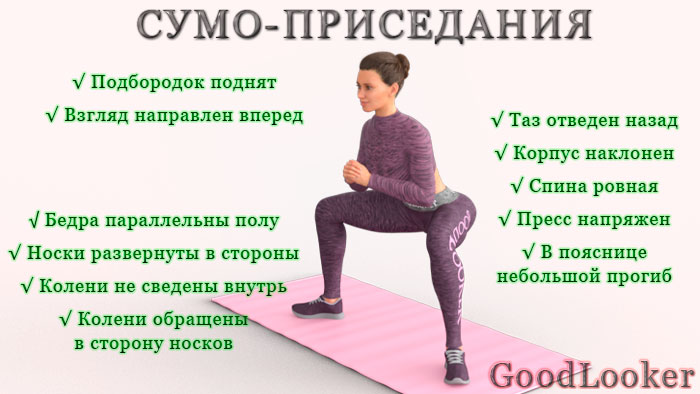 СУМО-ПРИСЕДАНИЯ
√ Подбородок поднят
√ Взгляд направлен вперед
√ Таз отведен назад
√ Корпус наклонен
√ Спина ровная
√ Пресс напряжен
√ В пояснице
небольшой прогиб
√ Бедра параллельны полу
√ Носки развернуты в стороны
√ Колени не сведены внутрь
√ Колени обращены
в сторону носков
GoodLooker